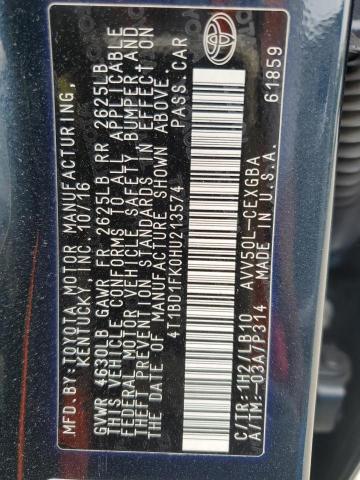 MFD.BY: TOYOTA MOTOR MANUFACTURING,
KENTUCKY, INC. 10/16
GVWR 4630LB GAWR FR 2625LB RR 2625LB
THIS VEHICLE CONFORMS TO ALL APPLICABLE
FEDERAL MOTOR VEHICLE SAFETY, BUMPER, AND
THEFT PREVENTION STANDARDS IN EFFECT ON
THE DATE OF MANUFACTURE SHOWN ABOVE.
4T1BD1FK0HU213574 PASS.CAR
C/TR: 1H2/LB10 AVV50L-CEXGBA
A/TM: -03A/P314 MADE IN U.S.A.
61859